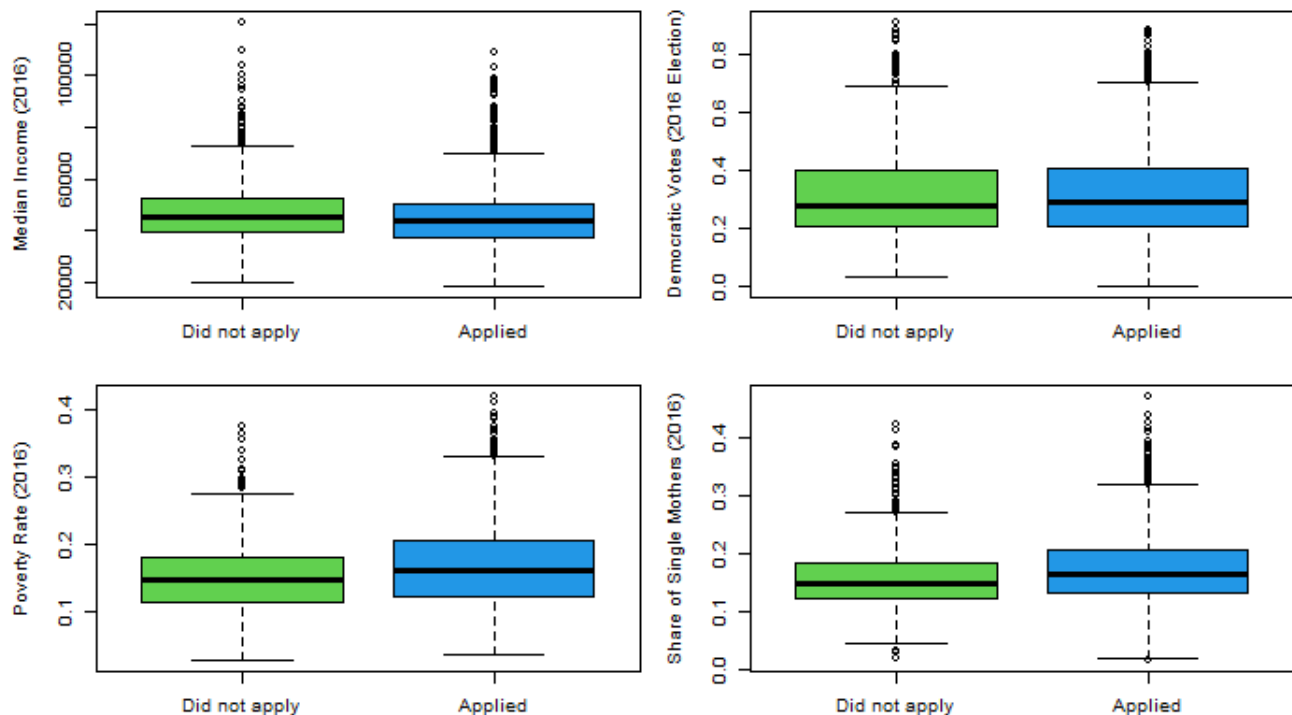 Median Income (2016)
100000
60000
20000
Did not apply
Applied
Democratic Votes (2016 Election)
0.8
0.6
0.4
0.2
0.0
Did not apply
Applied
Poverty Rate (2016)
0.4
0.3
0.2
0.1
Did not apply
Applied
Share of Single Mothers (2016)
0.4
0.3
0.2
0.1
0.0
Did not apply
Applied